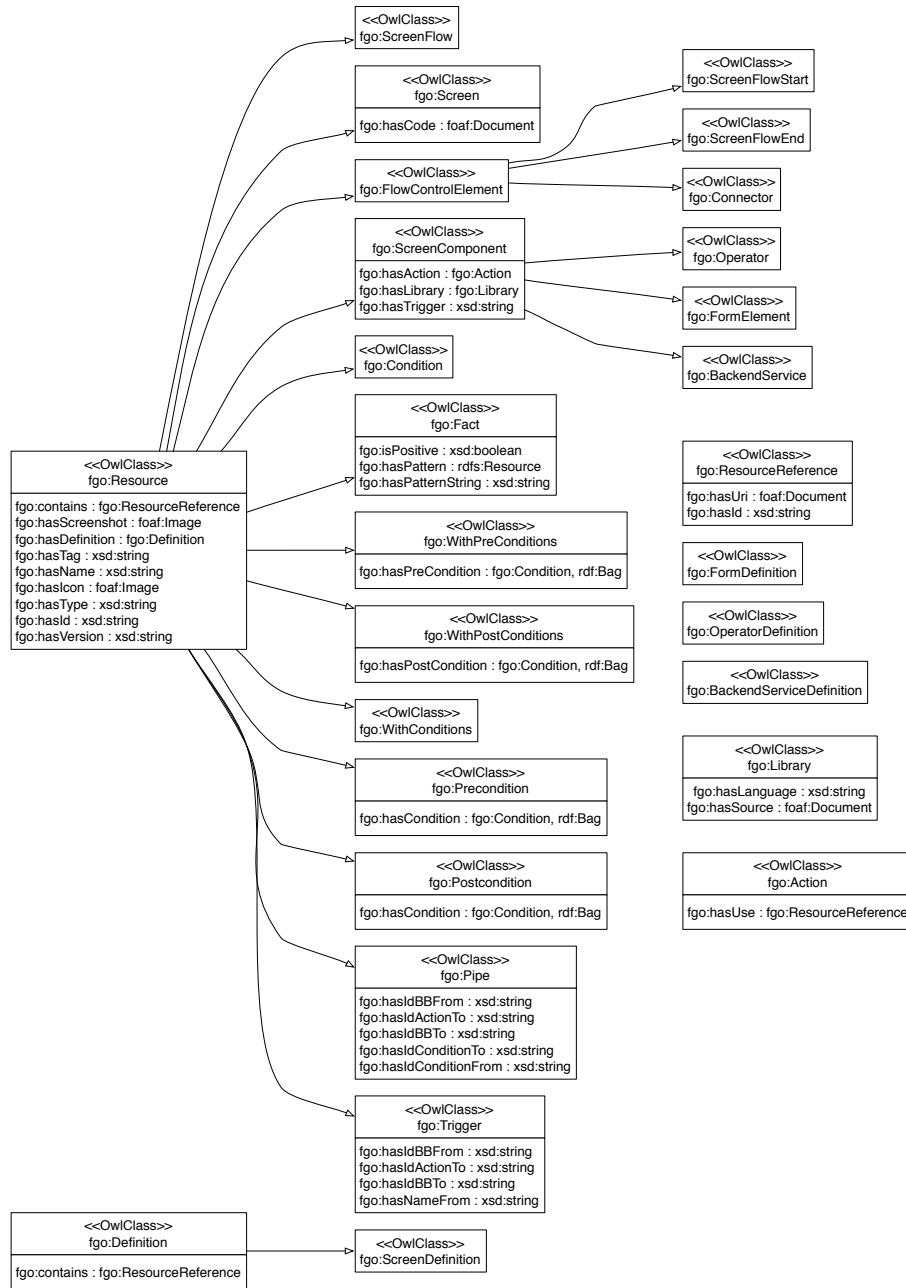 <<OwlClass>>
fgo:ScreenFlow
<<OwlClass>>
fgo:Screen
fgo:hasCode : foaf:Document
<<OwlClass>>
fgo:FlowControlElement
<<OwlClass>>
fgo:ScreenComponent
fgo:hasAction : fgo:Action
fgo:hasLibrary : fgo:Library
fgo:hasTrigger : xsd:string
<<OwlClass>>
fgo:Condition
<<OwlClass>>
fgo:Fact
fgo:isPositive : xsd:boolean
fgo:hasPattern : rdfs:Resource
fgo:hasPatternString : xsd:string
<<OwlClass>>
fgo:Resource
fgo:contains : fgo:ResourceReference
fgo:hasScreenshot : foaf:Image
fgo:hasDefinition : fgo:Definition
fgo:hasTag : xsd:string
fgo:hasName : xsd:string
fgo:hasIcon : foaf:Image
fgo:hasType : xsd:string
fgo:hasId : xsd:string
fgo:hasVersion : xsd:string
<<OwlClass>>
fgo:WithPreConditions
fgo:hasPreCondition : fgo:Condition, rdf:Bag
<<OwlClass>>
fgo:WithPostConditions
fgo:hasPostCondition : fgo:Condition, rdf:Bag
<<OwlClass>>
fgo:WithConditions
<<OwlClass>>
fgo:Precondition
fgo:hasCondition : fgo:Condition, rdf:Bag
<<OwlClass>>
fgo:Postcondition
fgo:hasCondition : fgo:Condition, rdf:Bag
<<OwlClass>>
fgo:Pipe
fgo:hasIdBBFrom : xsd:string
fgo:hasIdActionTo : xsd:string
fgo:hasIdBBTo : xsd:string
fgo:hasIdConditionTo : xsd:string
fgo:hasIdConditionFrom : xsd:string
<<OwlClass>>
fgo:Trigger
fgo:hasIdBBFrom : xsd:string
fgo:hasIdActionTo : xsd:string
fgo:hasIdBBTo : xsd:string
fgo:hasNameFrom : xsd:string
<<OwlClass>>
fgo:Definition
fgo:contains : fgo:ResourceReference
<<OwlClass>>
fgo:ScreenDefinition
<<OwlClass>>
fgo:ScreenFlowStart
<<OwlClass>>
fgo:ScreenFlowEnd
<<OwlClass>>
fgo:Connector
<<OwlClass>>
fgo:Operator
<<OwlClass>>
fgo:FormElement
<<OwlClass>>
fgo:BackendService
<<OwlClass>>
fgo:ResourceReference
fgo:hasUri : foaf:Document
fgo:hasId : xsd:string
<<OwlClass>>
fgo:FormDefinition
<<OwlClass>>
fgo:OperatorDefinition
<<OwlClass>>
fgo:BackendServiceDefinition
<<OwlClass>>
fgo:Library
fgo:hasLanguage : xsd:string
fgo:hasSource : foaf:Document
<<OwlClass>>
fgo:Action
fgo:hasUse : fgo:ResourceReference